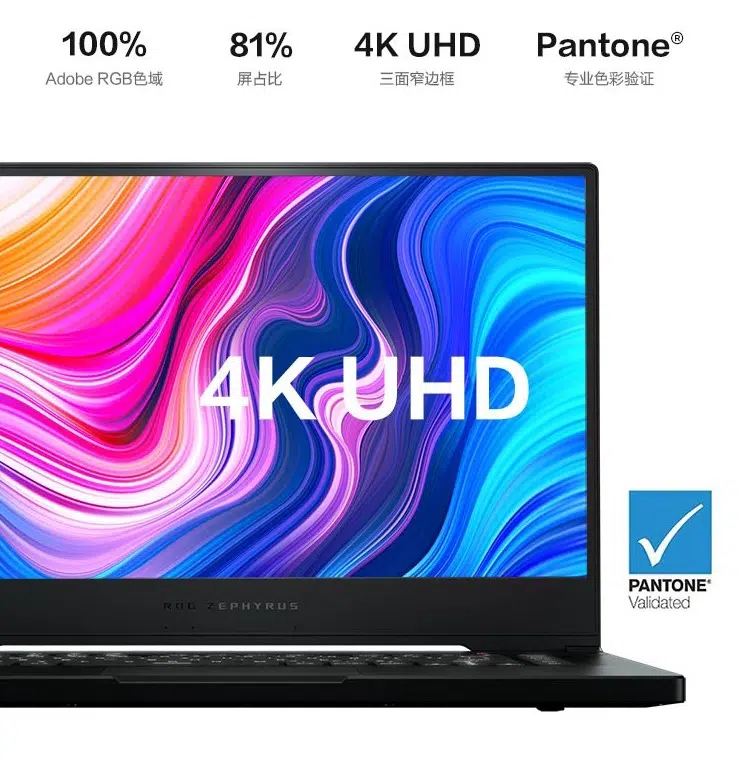 100%
81%
4K UHD
Pantone®
Adobe RGB色域
屏占比
三面窄边框
专业色彩验证
4K UHD
ROG ZEPHYRUS
PANTONE®
Validated